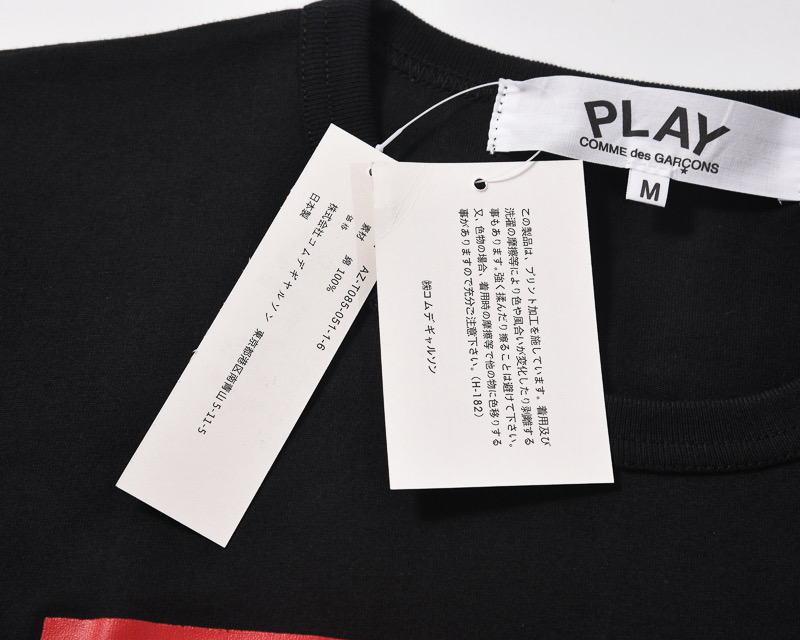 PLAY
COMME des GARÇONS
M
この製品は、プリント加工を施しています。着用及び
洗濯の摩擦等により色や風合いが変化したり剥離する
事もあります。強く揉んだり擦ることは避けて下さい。
又、色物の場合、着用時の摩擦等で他の物に色移りする
事がありますので充分ご注意下さい。(H-182)
㈱コムデギャルソン
AZ-T085-051-1-6
素材 綿 100%
株式会社コムデギャルソン 東京都港区南青山5-11-5
日本製